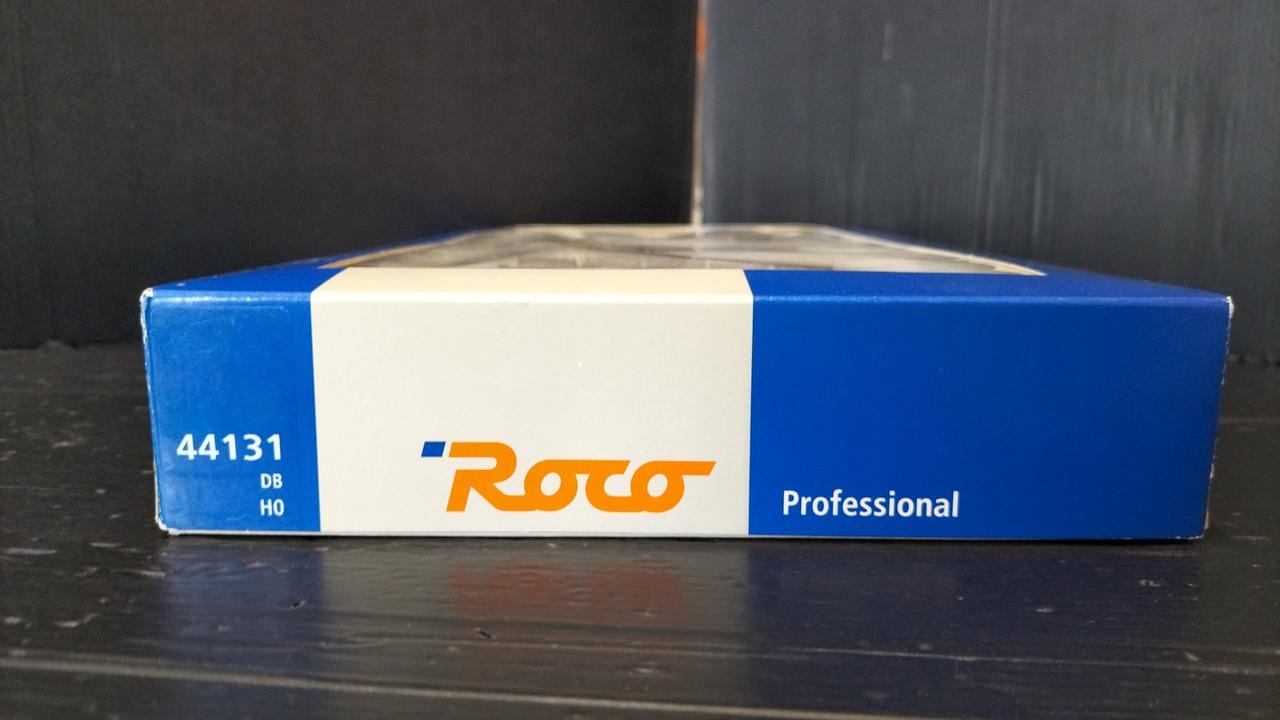 44131
DB
H0
Roco
Professional